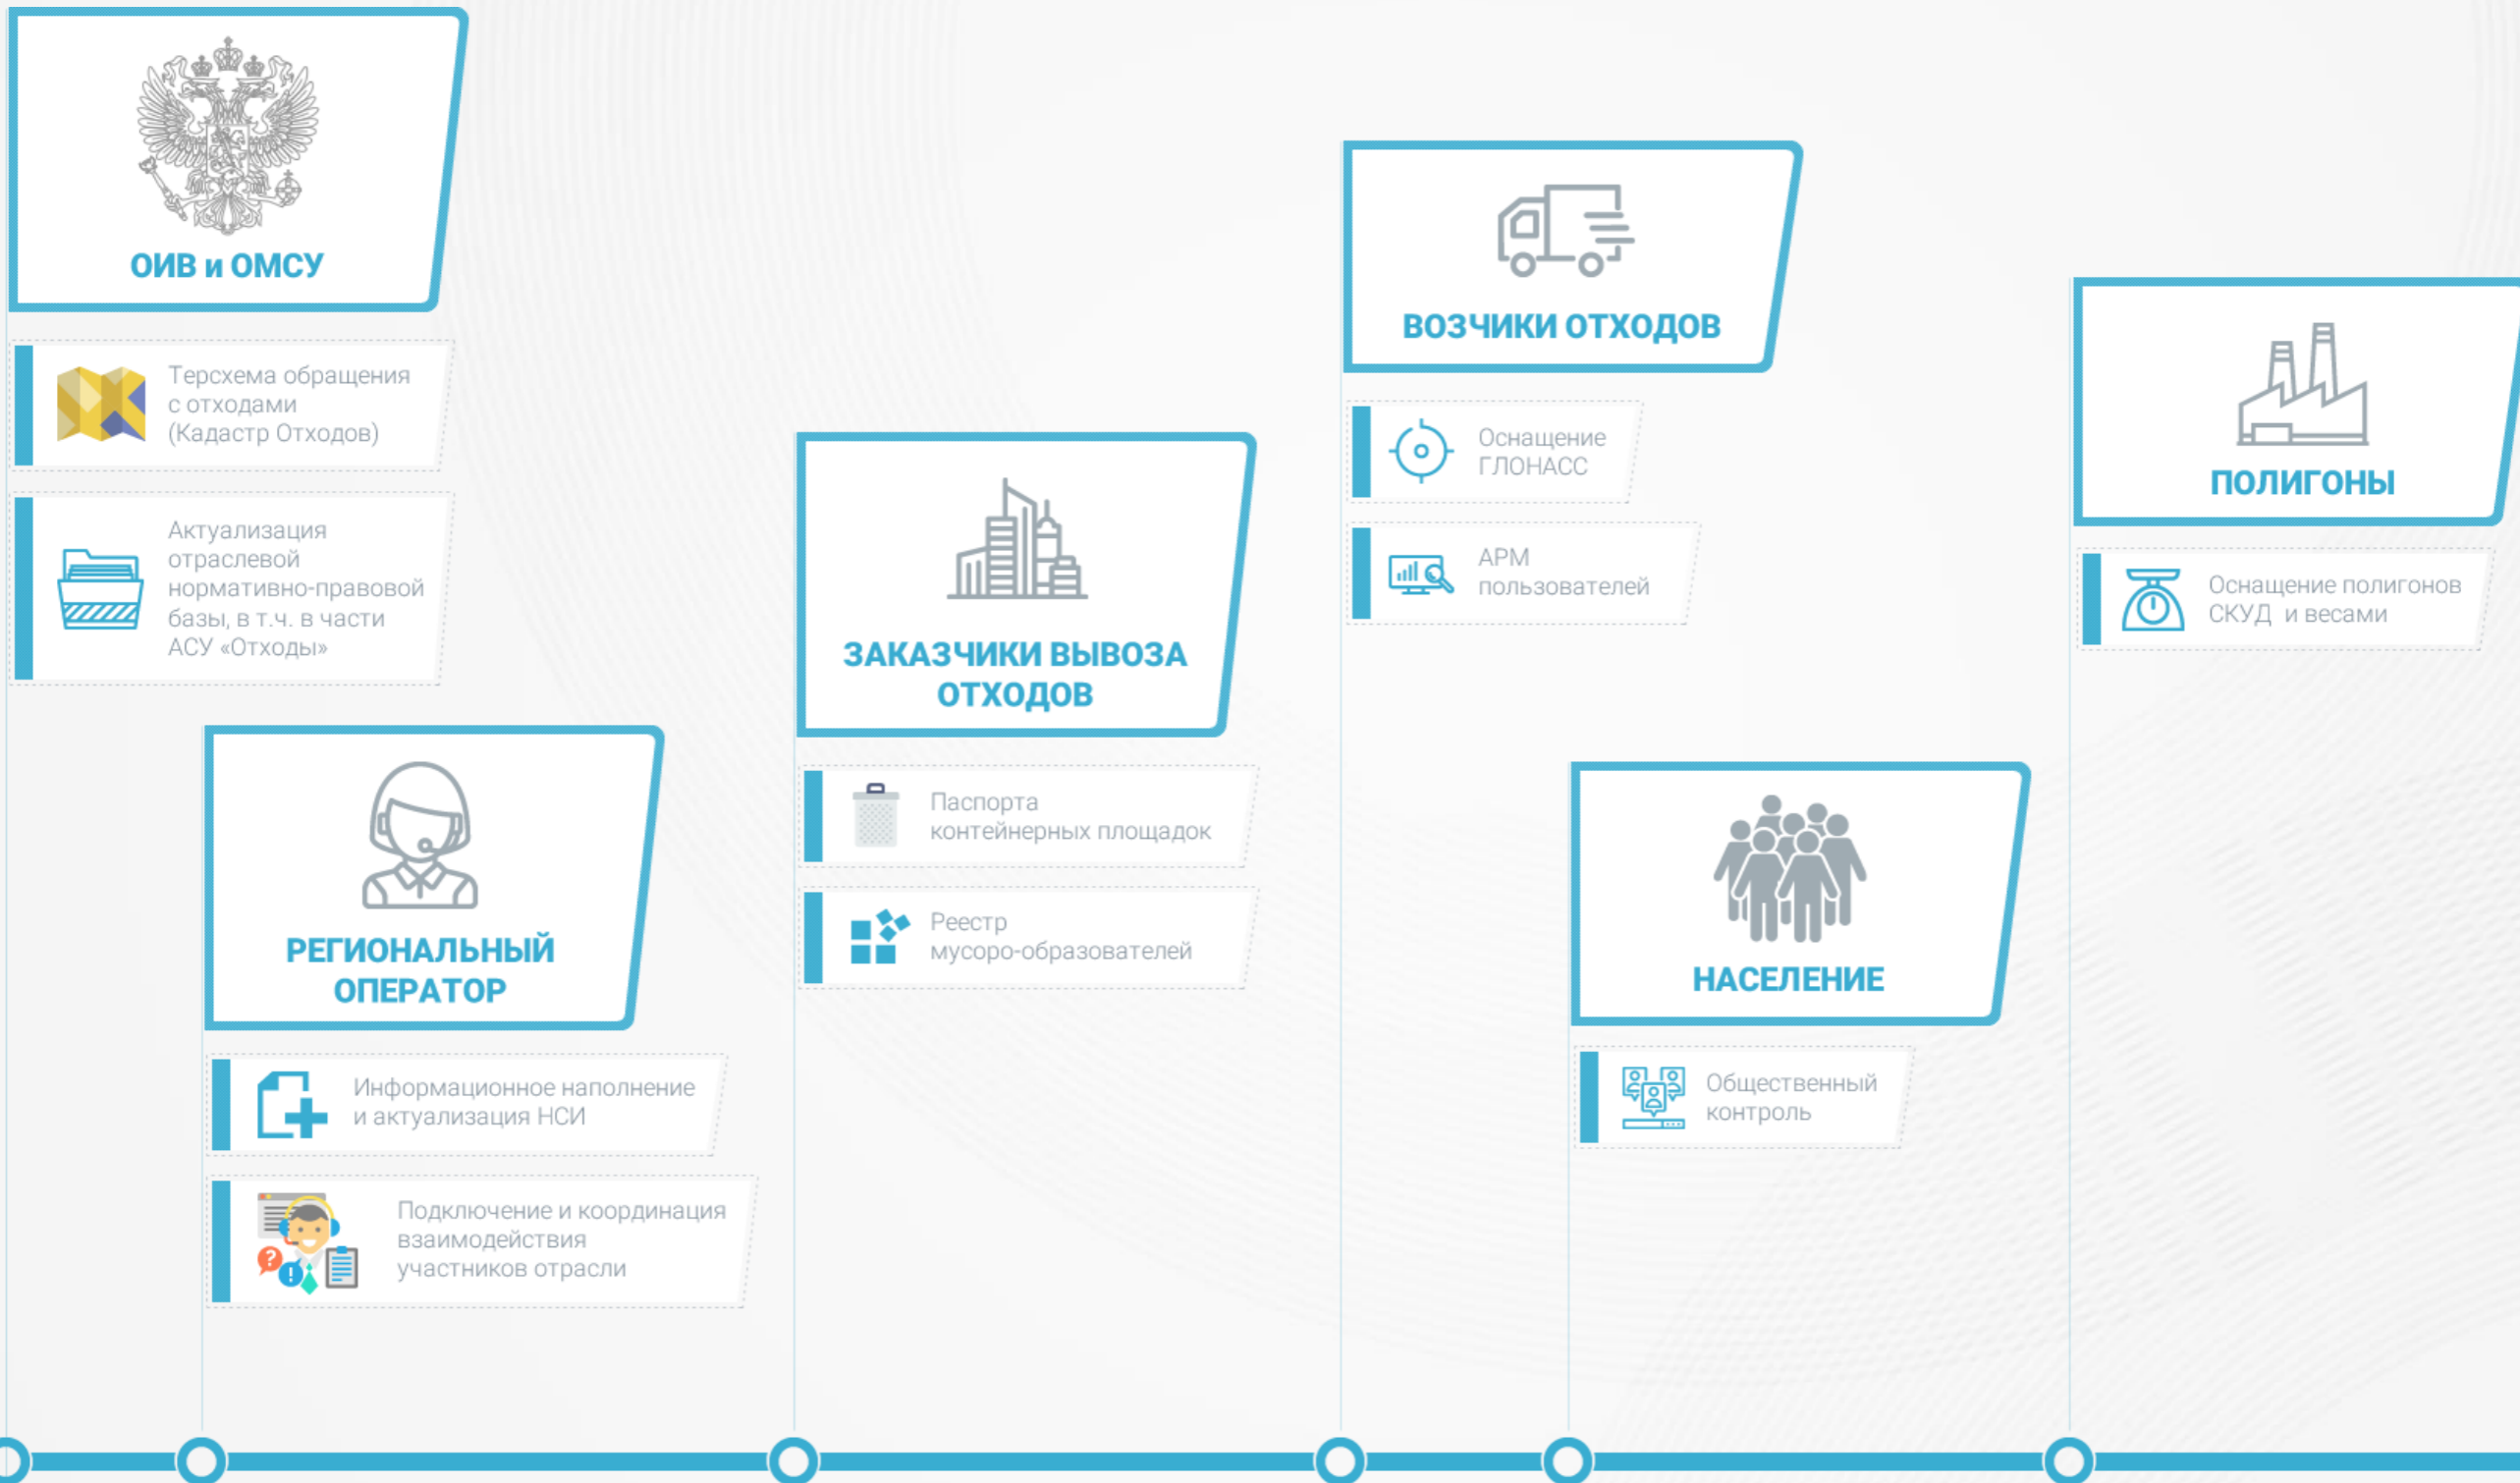 ОИВ и ОМСУ
Терсхема обращения
с отходами
(Кадастр Отходов)
Актуализация
отраслевой
нормативно-правовой
базы, в т.ч. в части
АСУ «Отходы»
РЕГИОНАЛЬНЫЙ
ОПЕРАТОР
Информационное наполнение
и актуализация НСИ
Подключение и координация
взаимодействия
участников отрасли
ЗАКАЗЧИКИ ВЫВОЗА
ОТХОДОВ
Паспорта
контейнерных площадок
Реестр
мусоро-образователей
ВОЗЧИКИ ОТХОДОВ
Оснащение
ГЛОНАСС
АРМ
пользователей
НАСЕЛЕНИЕ
Общественный
контроль
ПОЛИГОНЫ
Оснащение полигонов
СКУД и весами